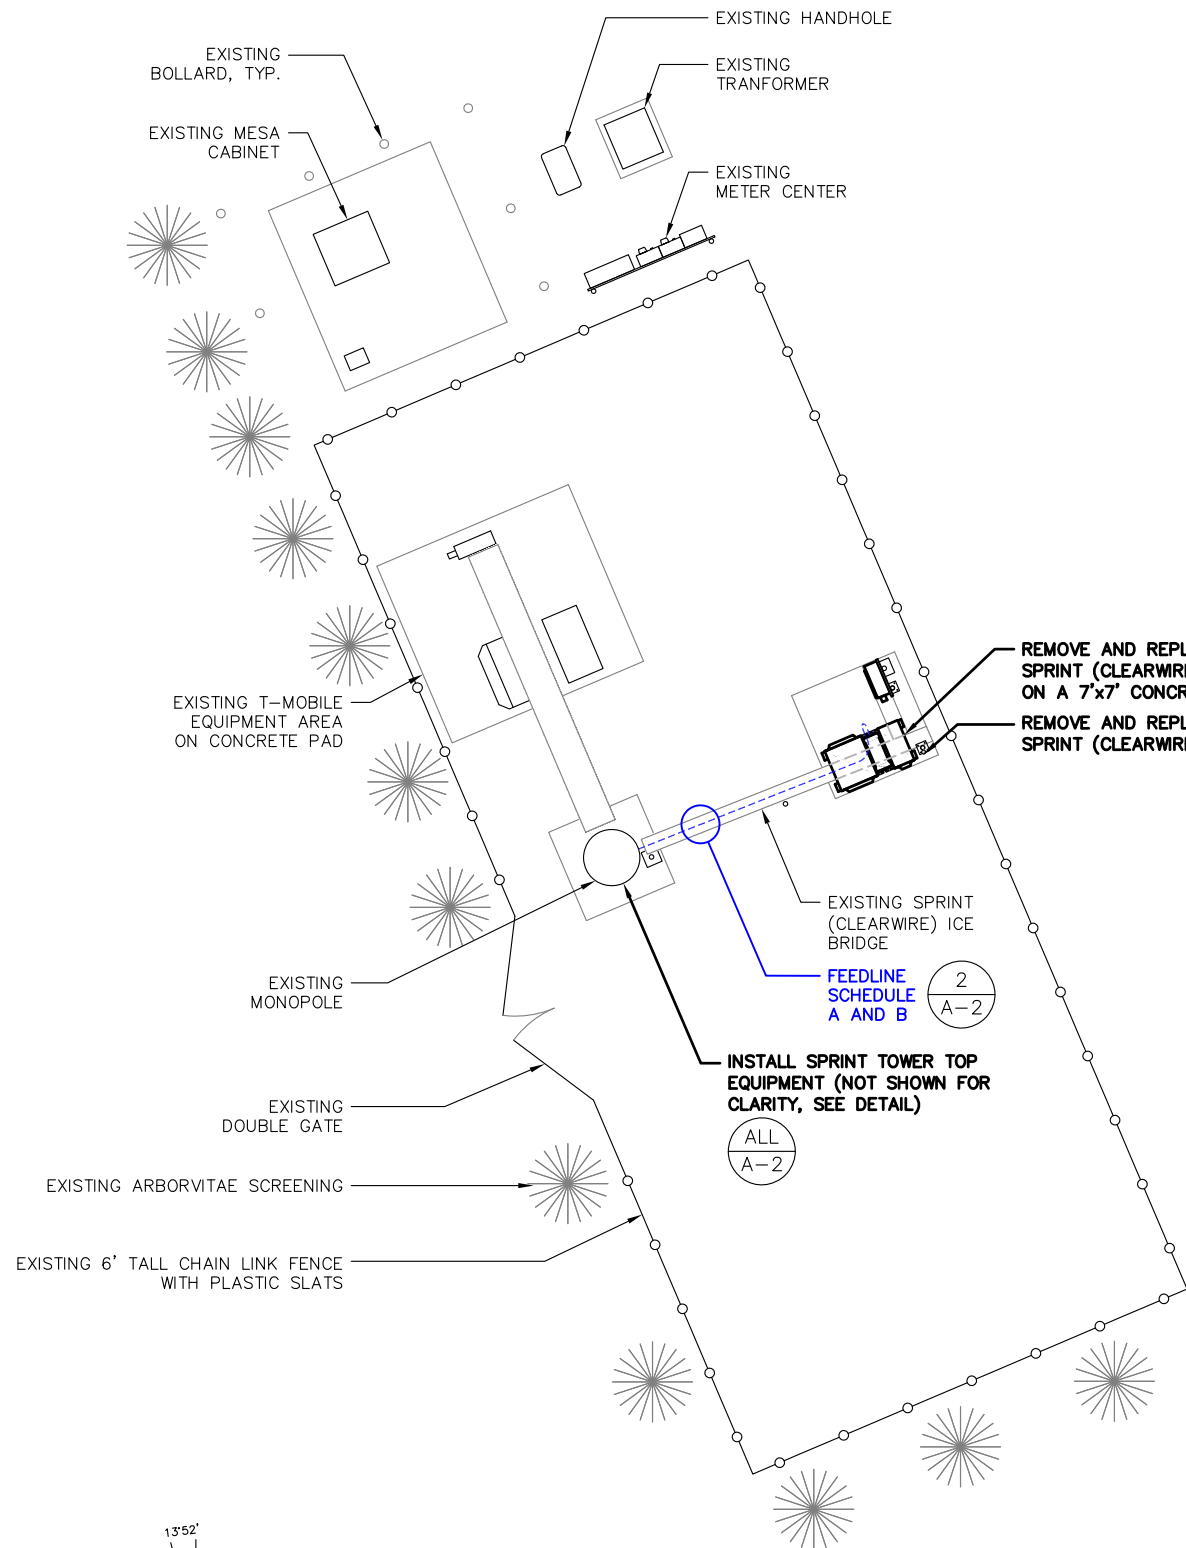 EXISTING HANDHOLE
EXISTING
BOLLARD, TYP.
EXISTING
TRANFORMER
EXISTING MESA
CABINET
EXISTING
METER CENTER
REMOVE AND REPL
SPRINT (CLEARWIRE
ON A 7'x7' CONCR
EXISTING T-MOBILE
EQUIPMENT AREA
ON CONCRETE PAD
REMOVE AND REPL
SPRINT (CLEARWIRE
EXISTING SPRINT
(CLEARWIRE) ICE
BRIDGE
EXISTING
MONOPOLE
FEEDLINE
SCHEDULE
A AND B
2
A-2
INSTALL SPRINT TOWER TOP
EQUIPMENT (NOT SHOWN FOR
CLARITY, SEE DETAIL)
ALL
A-2
EXISTING
DOUBLE GATE
EXISTING ARBORVITAE SCREENING
EXISTING 6' TALL CHAIN LINK FENCE
WITH PLASTIC SLATS
13°52'